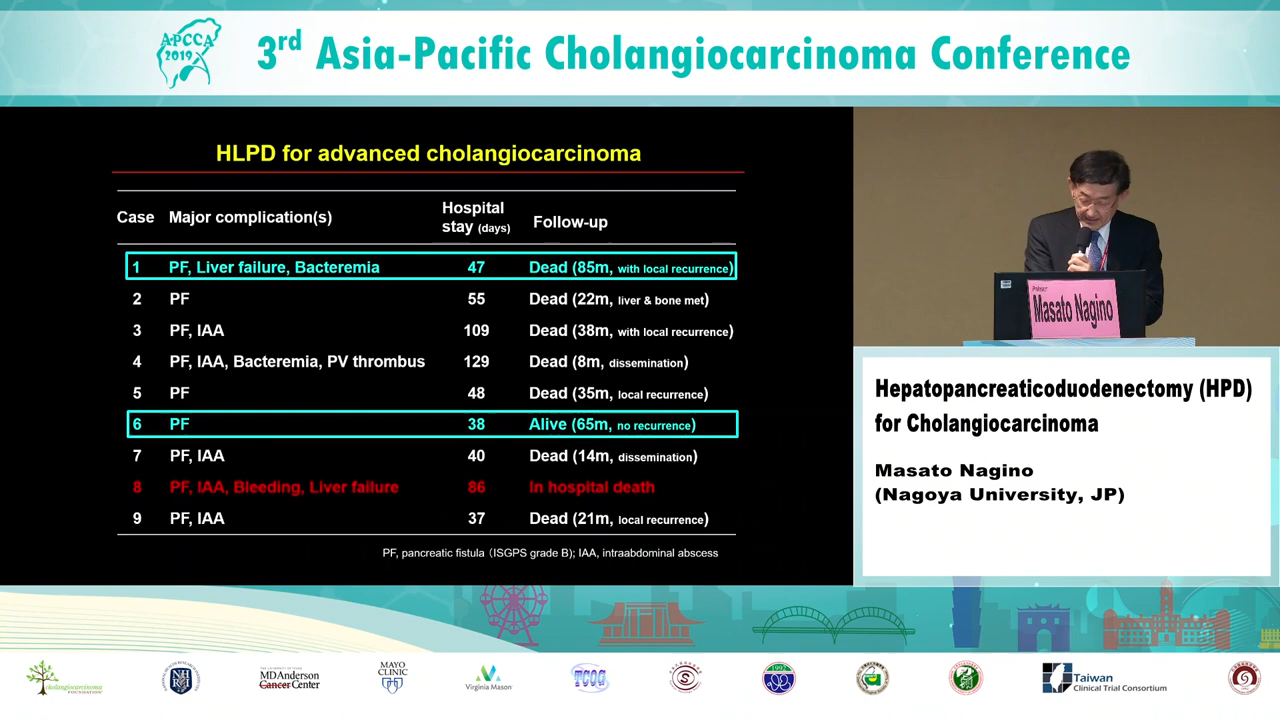 APCCA
2019
3rd Asia-Pacific Cholangiocarcinoma Conference
HLPD for advanced cholangiocarcinoma
Case Major complication(s) Hospital stay (days) Follow-up
1 PF, Liver failure, Bacteremia 47 Dead (85m, with local recurrence)
2 PF 55 Dead (22m, liver & bone met)
3 PF, IAA 109 Dead (38m, with local recurrence)
4 PF, IAA, Bacteremia, PV thrombus 129 Dead (8m, dissemination)
5 PF 48 Dead (35m, local recurrence)
6 PF 38 Alive (65m, no recurrence)
7 PF, IAA 40 Dead (14m, dissemination)
8 PF, IAA, Bleeding, Liver failure 86 In hospital death
9 PF, IAA 37 Dead (21m, local recurrence)
PF, pancreatic fistula (ISGPS grade B); IAA, intraabdominal abscess
Masato Nagino
Hepatopancreaticoduodenectomy (HPD)
for Cholangiocarcinoma
Masato Nagino
(Nagoya University, JP)
cholangiocarcinoma
FOUNDATION
NHRI
MDAnderson
Cancer Center
MAYO
CLINIC
Virginia Mason
TCOG
Taiwan
Clinical Trial Consortium